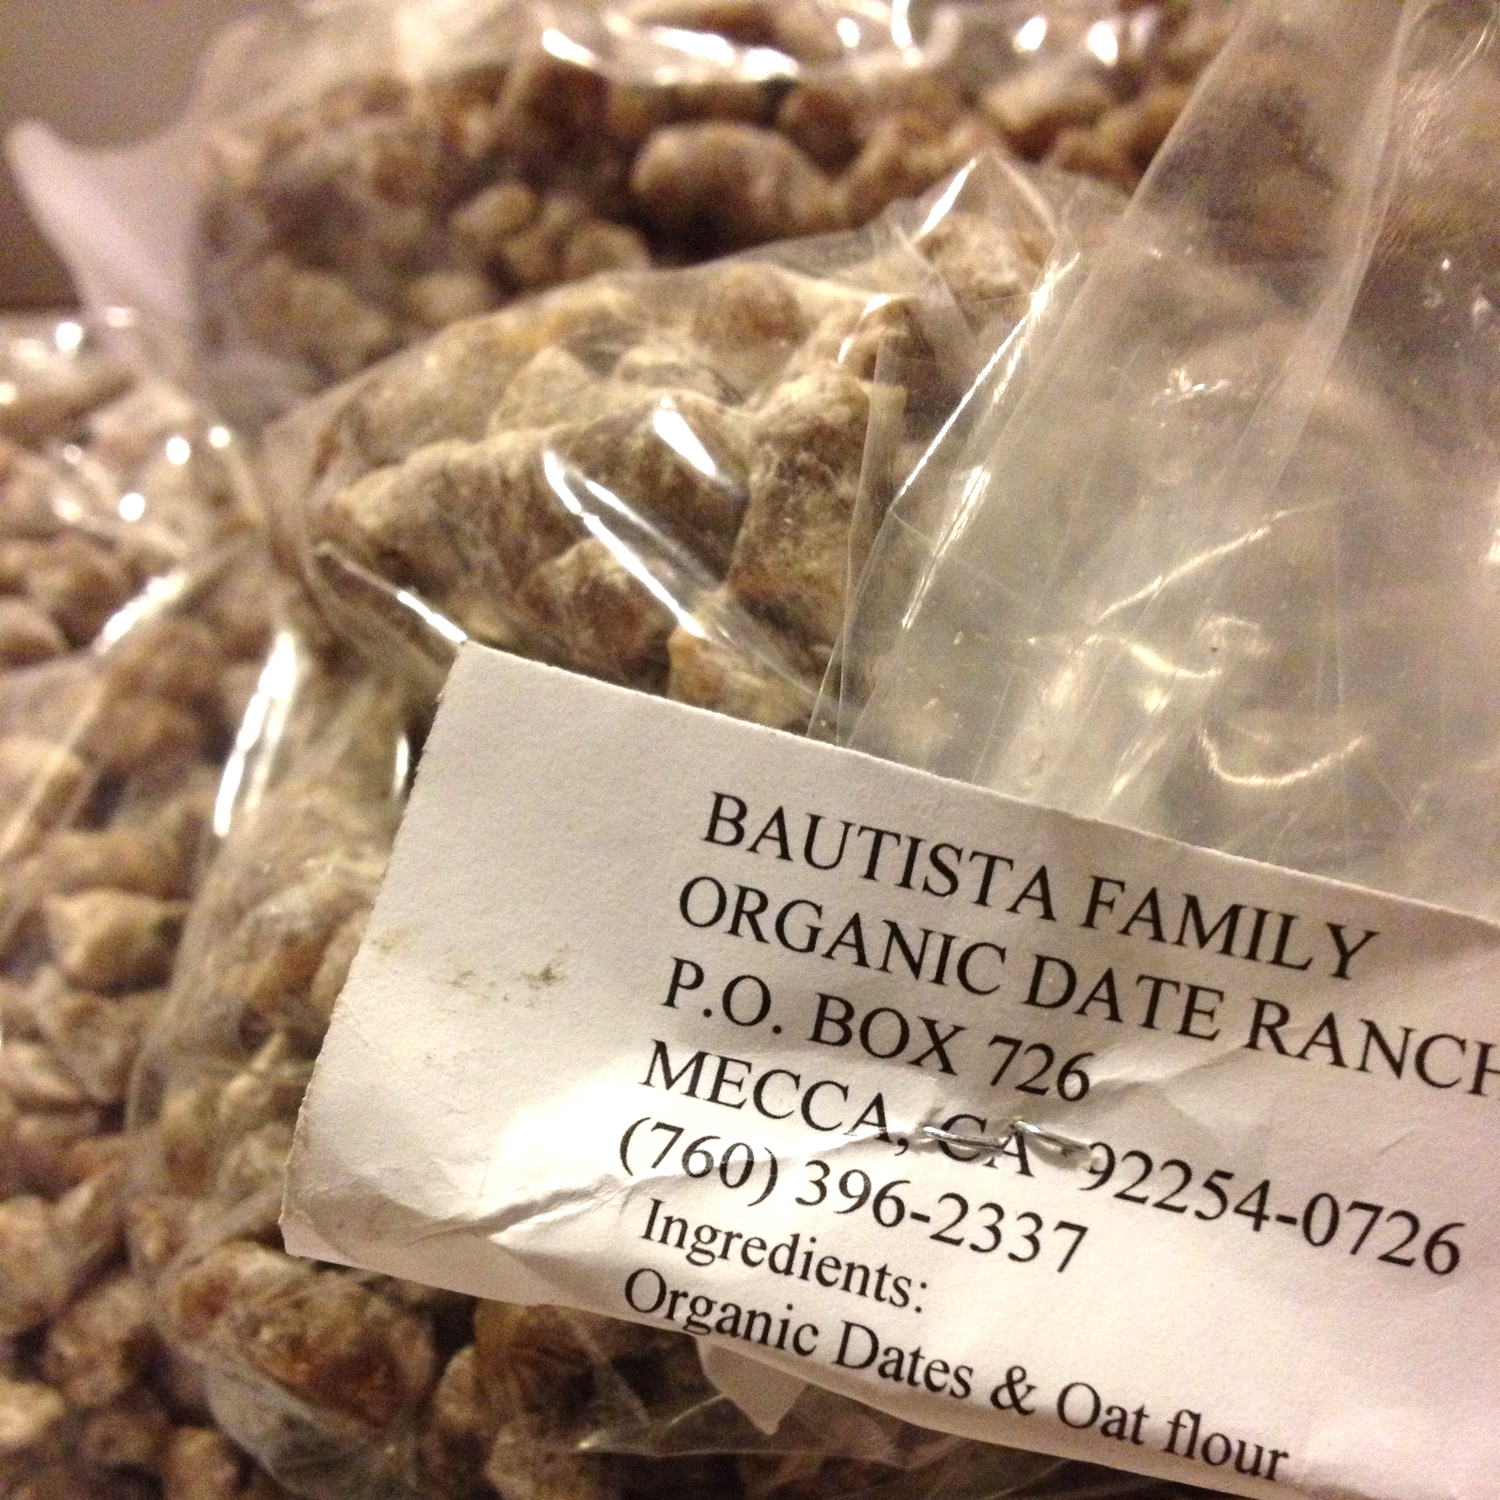 BAUTISTA FAMILY
ORGANIC DATE RANCH
P.O. BOX 726
MECCA, CA 92254-0726
(760) 396-2337
Ingredients:
Organic Dates & Oat flour